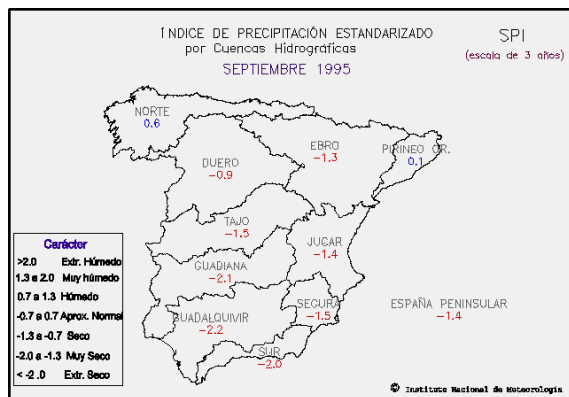 ÍNDICE DE PRECIPITACIÓN ESTANDARIZADO
por Cuencas Hidrográficas
SEPTIEMBRE 1995
SPI
(escala de 3 años)
NORTE
0.6
DUERO
-0.9
EBRO
-1.3
PIRINEO OR.
0.1
TAJO
-1.5
JUCAR
-1.4
GUADIANA
-2.1
GUADALQUIVIR
-2.2
SEGURA
-1.5
SUR
-2.0
ESPAÑA PENINSULAR
-1.4
Carácter
>2.0 Extr. Húmedo
1.3 a 2.0 Muy húmedo
0.7 a 1.3 Húmedo
-0.7 a 0.7 Aprox. Normal
-1.3 a -0.7 Seco
-2.0 a -1.3 Muy Seco
< -2.0 Extr. Seco
© Instituto Nacional de Meteorología